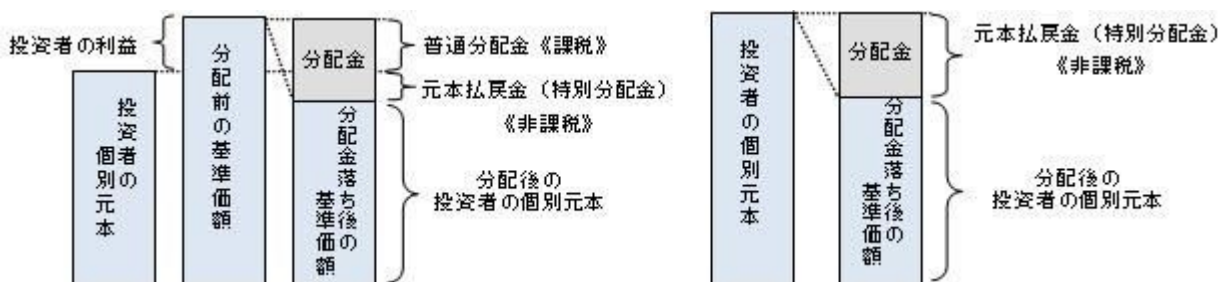 投資者の利益
投資者の
個別元本
分配前の基準価額
分配金
分配金落ち後の
基準価額
普通分配金《課税》
元本払戻金(特別分配金)
《非課税》
分配後の
投資者の個別元本
投資者の個別元本
分配金
分配金落ち後の
基準価額
元本払戻金(特別分配金)
《非課税》
分配後の
投資者の個別元本